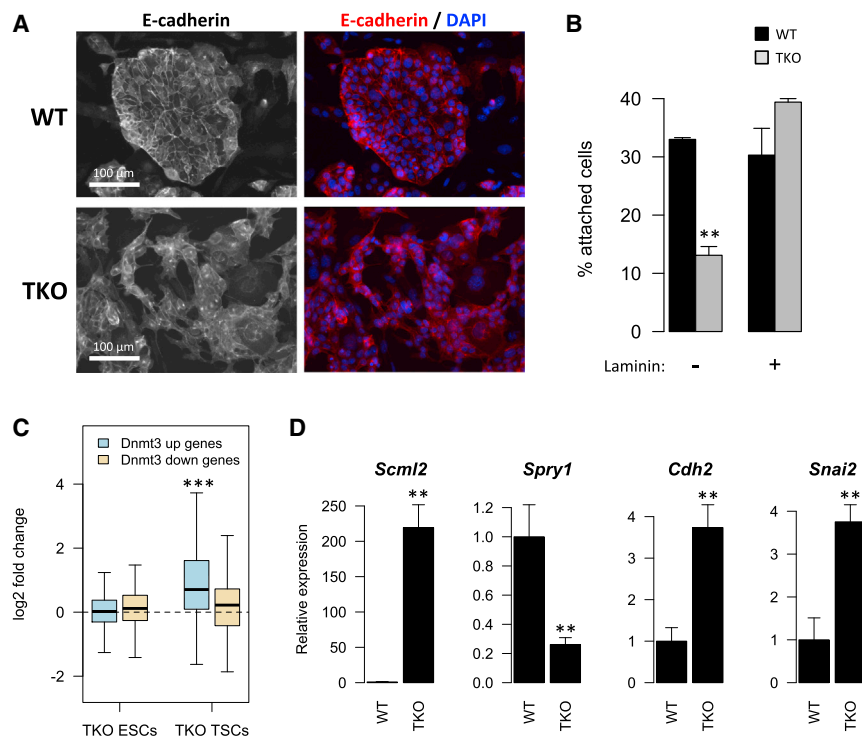 A
E-cadherin
E-cadherin / DAPI
WT
100 µm
TKO
100 µm
B
WT
TKO
% attached cells
40
30
20
10
0
**
Laminin: - +
C
Dnmt3 up genes
Dnmt3 down genes
***
log2 fold change
4
2
0
-2
TKO ESCs TKO TSCs
D
Scml2
**
Relative expression
250
200
150
100
50
0
WT TKO
Spry1
1.2
1.0
0.8
0.6
0.4
0.2
0.0
**
WT TKO
Cdh2
**
4
3
2
1
0
WT TKO
Snai2
**
4
3
2
1
0
WT TKO